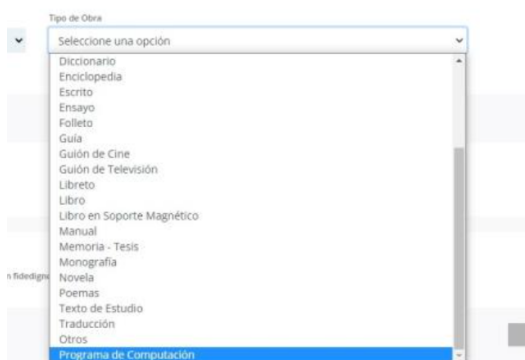 Tipo de Obra
Seleccione una opción
Diccionario
Enciclopedia
Escrito
Ensayo
Folleto
Guía
Guión de Cine
Guión de Televisión
Libreto
Libro
Libro en Soporte Magnético
Manual
Memoria - Tesis
Monografía
n fidedigno
Novela
Poemas
Texto de Estudio
Traducción
Otros
Programa de Computación